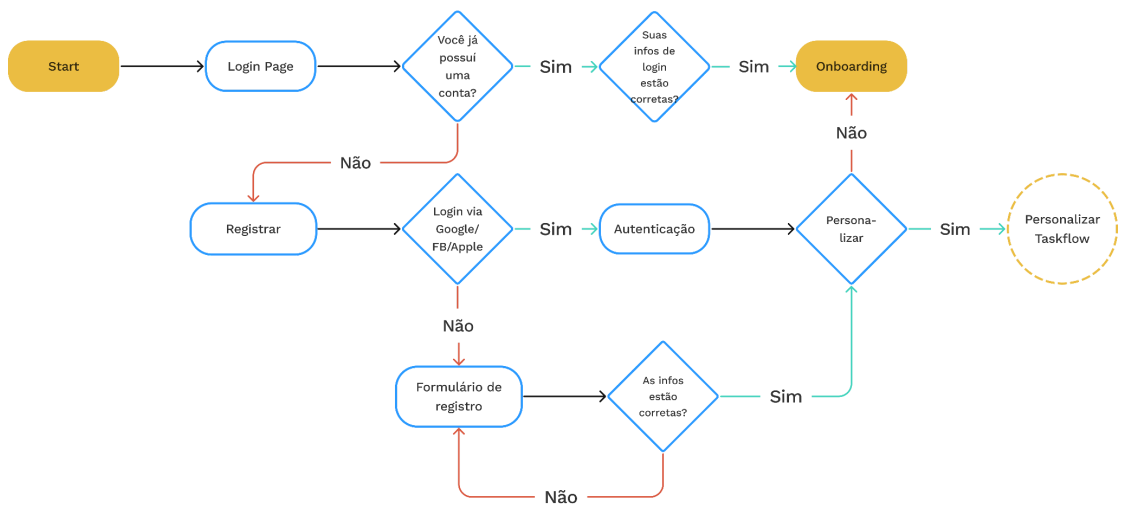 Start
Login Page
Você já
possui
uma
conta?
Sim
Suas
infos de
login
estão
corretas?
Sim
Onboarding
Não
Não
Registrar
Login via
Google/
FB/Apple
Sim
Autenticação
Persona-
lizar
Sim
Personalizar
Taskflow
Não
Formulário de
registro
As infos
estão
corretas?
Sim
Não